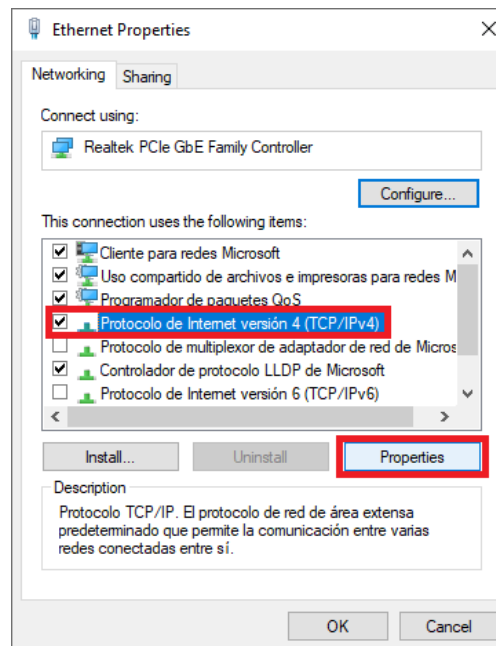 Ethernet Properties
Networking
Sharing
Connect using:
Realtek PCIe GbE Family Controller
Configure...
This connection uses the following items:
Cliente para redes Microsoft
Uso compartido de archivos e impresoras para redes M
Programador de paquetes QoS
Protocolo de Internet versión 4 (TCP/IPv4)
Protocolo de multiplexor de adaptador de red de Micros
Controlador de protocolo LLDP de Microsoft
Protocolo de Internet versión 6 (TCP/IPv6)
Install...
Uninstall
Properties
Description
Protocolo TCP/IP. El protocolo de red de área extensa
predeterminado que permite la comunicación entre varias
redes conectadas entre sí.
OK
Cancel